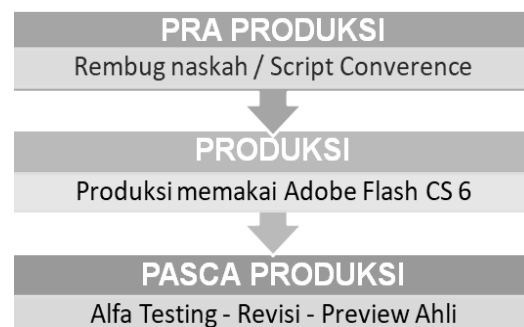 PRA PRODUKSI
Rembug naskah / Script Converence
PRODUKSI
Produksi memakai Adobe Flash CS 6
PASCA PRODUKSI
Alfa Testing - Revisi - Preview Ahli